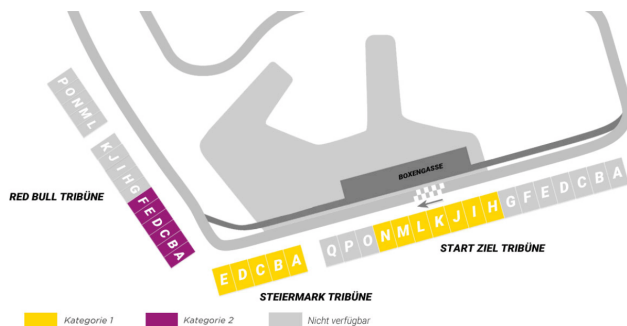 P O N M L
K J I H G F E D C B A
RED BULL TRIBÜNE
BOXENGASSE
Q P O N M L K J I H G F E D C B A
START ZIEL TRIBÜNE
E D C B A
STEIERMARK TRIBÜNE
Kategorie 1
Kategorie 2
Nicht verfügbar